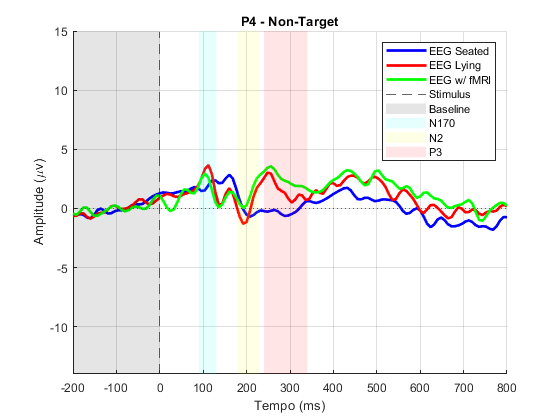 P4 - Non-Target
15
10
5
0
-5
-10
-200 -100 0 100 200 300 400 500 600 700 800
Amplitude (μv)
Tempo (ms)
EEG Seated
EEG Lying
EEG w/ fMRI
Stimulus
Baseline
N170
N2
P3